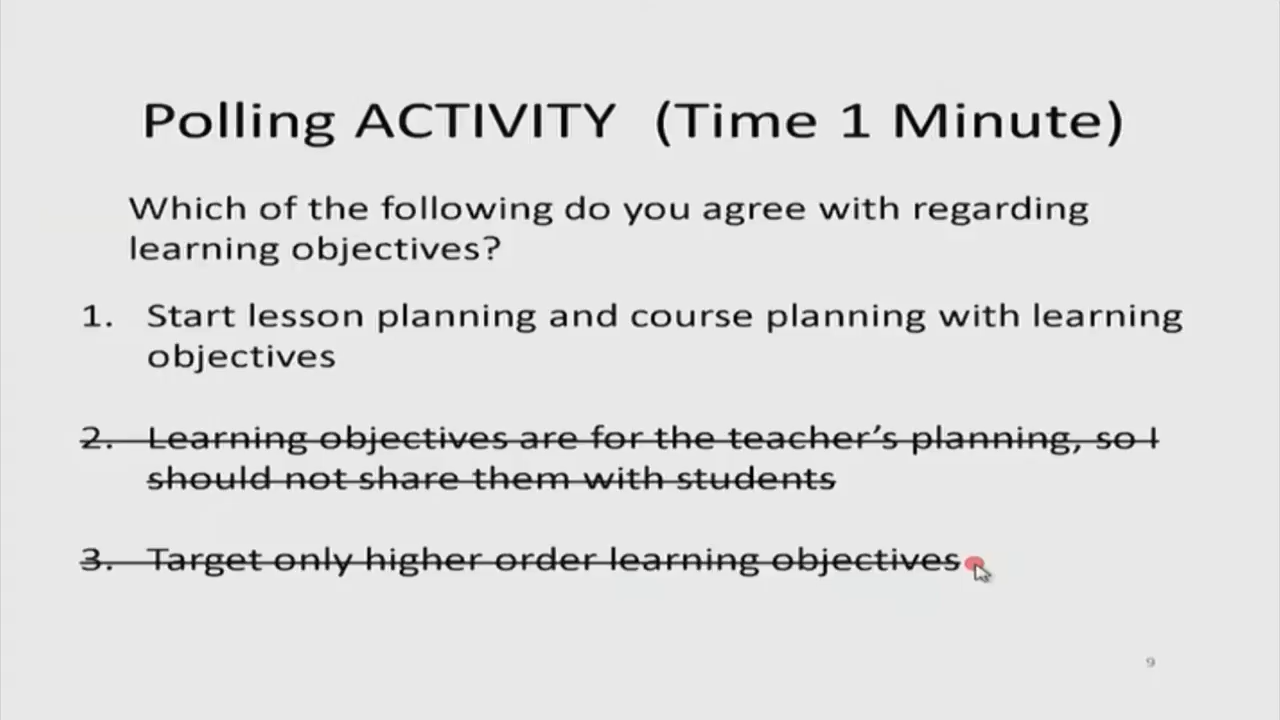 Polling ACTIVITY (Time 1 Minute)
Which of the following do you agree with regarding
learning objectives?
1. Start lesson planning and course planning with learning
objectives
2. Learning objectives are for the teacher's planning, so I
should not share them with students
3. Target only higher order learning objectives
9